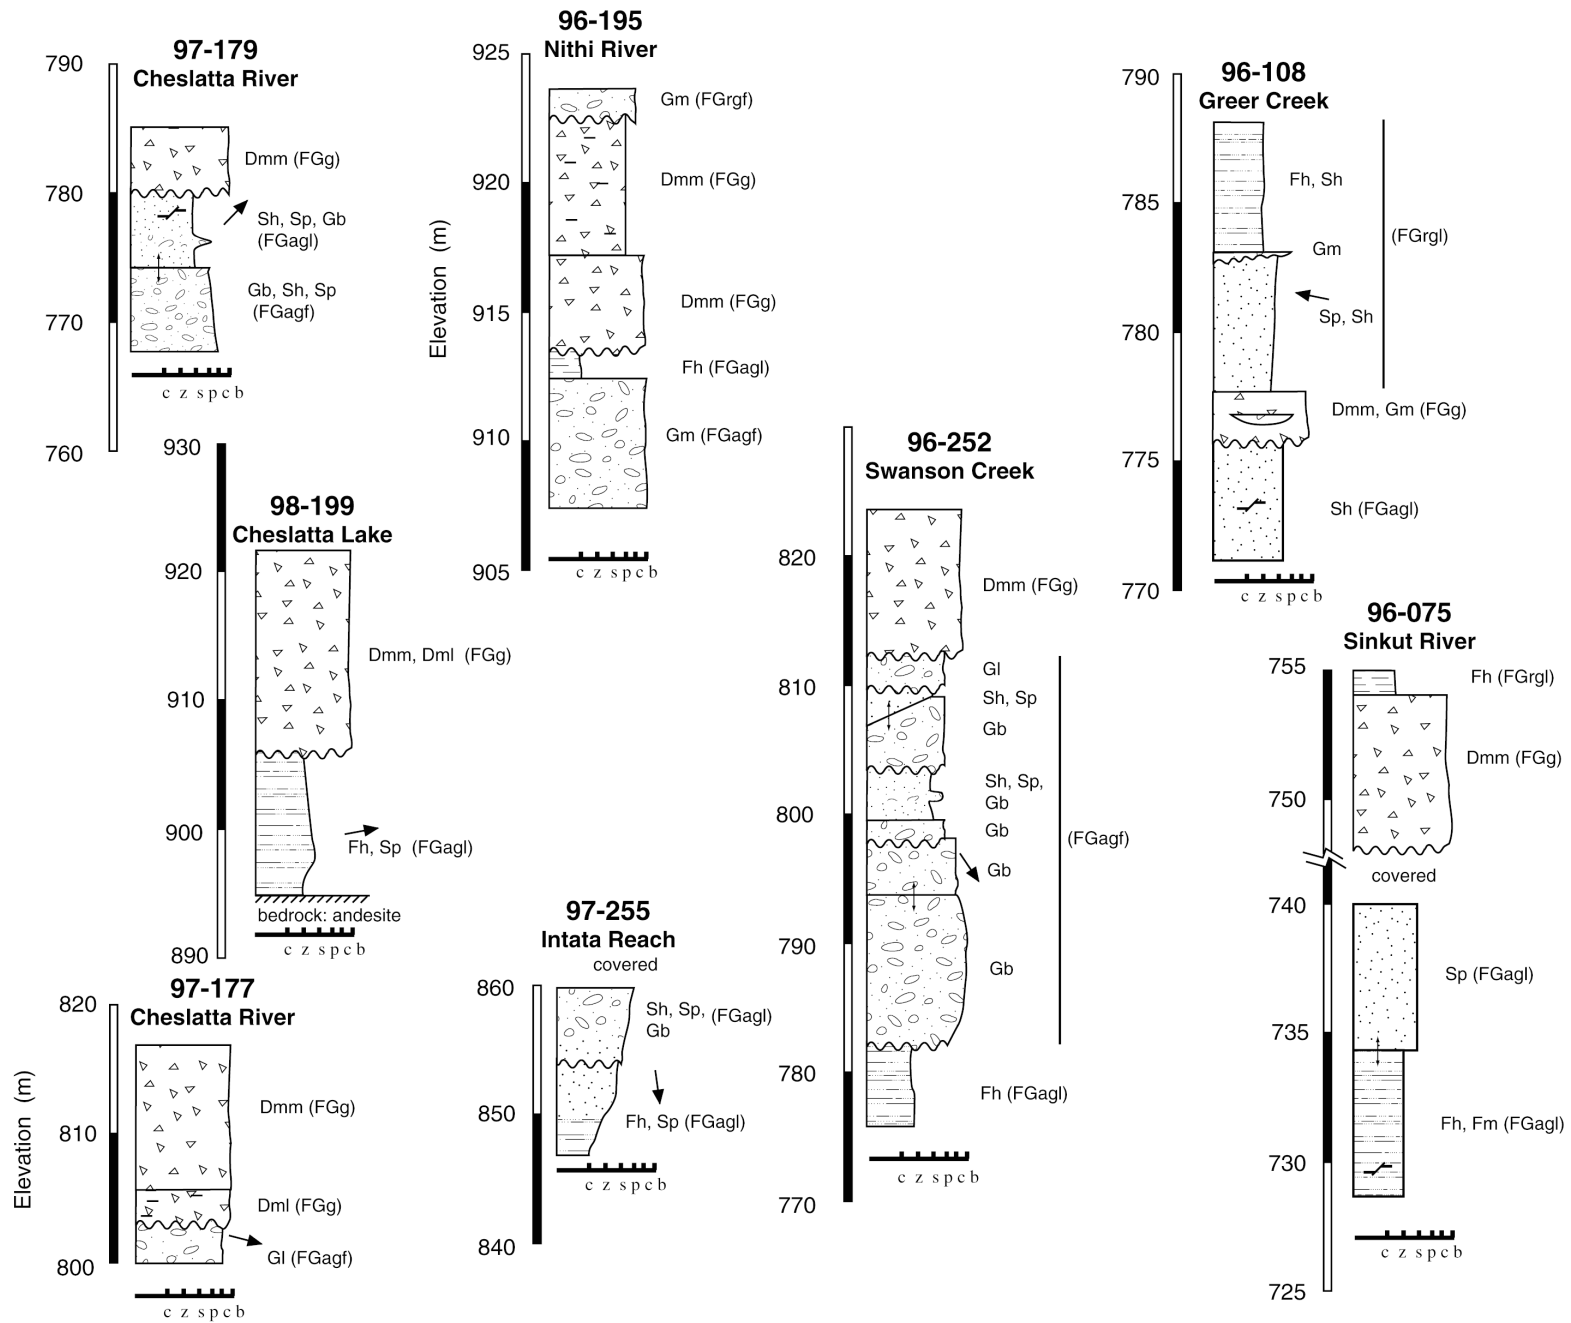 97-179
Cheslatta River
790
780
770
760
Dmm (FGg)
Sh, Sp, Gb
(FGagl)
Gb, Sh, Sp
(FGagf)
c z s p c b
96-195
Nithi River
925
920
915
910
905
Elevation (m)
Gm (FGrgf)
Dmm (FGg)
Dmm (FGg)
Fh (FGagl)
Gm (FGagf)
c z s p c b
96-108
Greer Creek
790
785
780
775
770
Fh, Sh
Gm
(FGrgl)
Sp, Sh
Dmm, Gm (FGg)
Sh (FGagl)
c z s p c b
98-199
Cheslatta Lake
930
920
910
900
890
Dmm, Dml (FGg)
Fh, Sp (FGagl)
bedrock: andesite
c z s p c b
96-252
Swanson Creek
820
810
800
790
780
770
Dmm (FGg)
Gl
Sh, Sp
Gb
Sh, Sp,
Gb
Gb
(FGagf)
Gb
Gb
Fh (FGagl)
c z s p c b
96-075
Sinkut River
755
750
740
735
730
725
Fh (FGrgl)
Dmm (FGg)
covered
Sp (FGagl)
Fh, Fm (FGagl)
c z s p c b
97-177
Cheslatta River
820
810
800
Elevation (m)
Dmm (FGg)
Dml (FGg)
Gl (FGagf)
c z s p c b
97-255
Intata Reach
covered
860
850
840
Sh, Sp, (FGagl)
Gb
Fh, Sp (FGagl)
c z s p c b